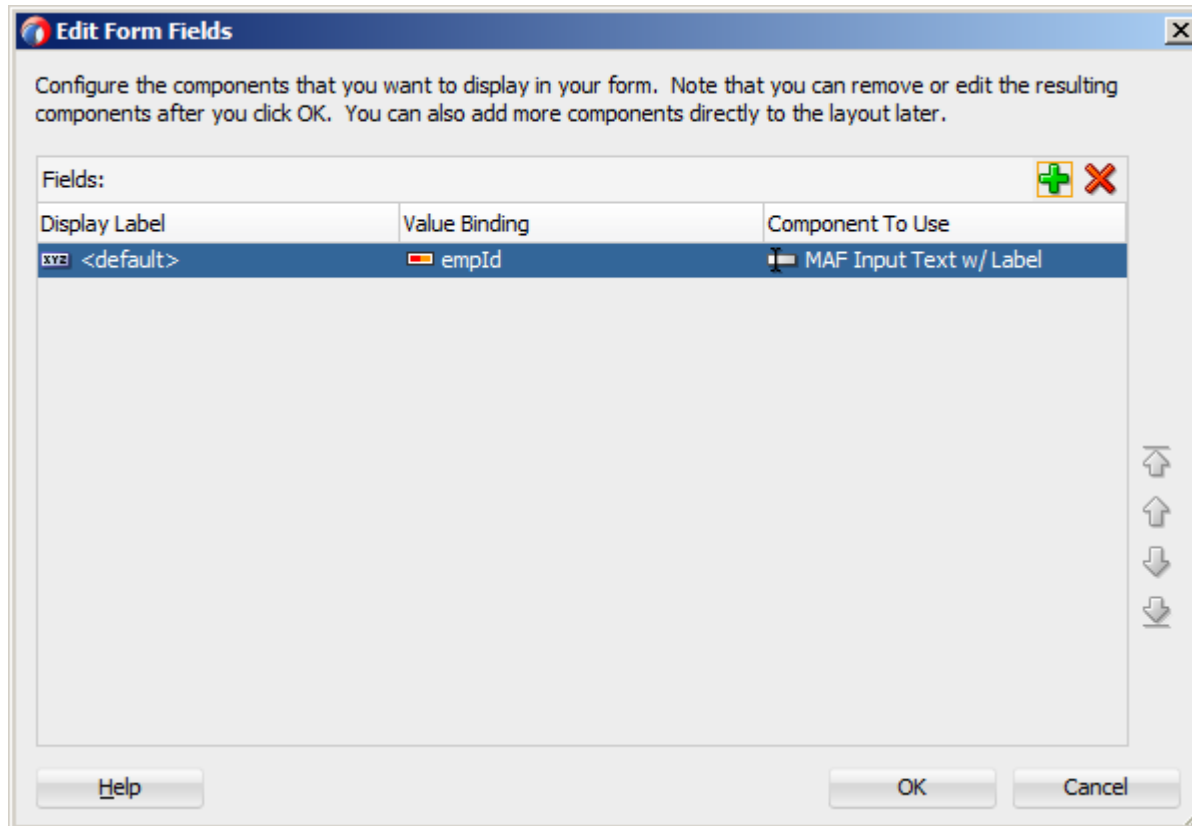 Edit Form Fields
Configure the components that you want to display in your form.  Note that you can remove or edit the resulting
components after you click OK.  You can also add more components directly to the layout later.
Fields:
Display Label Value Binding Component To Use
XYZ <default> empId MAF Input Text w/ Label
Help OK Cancel